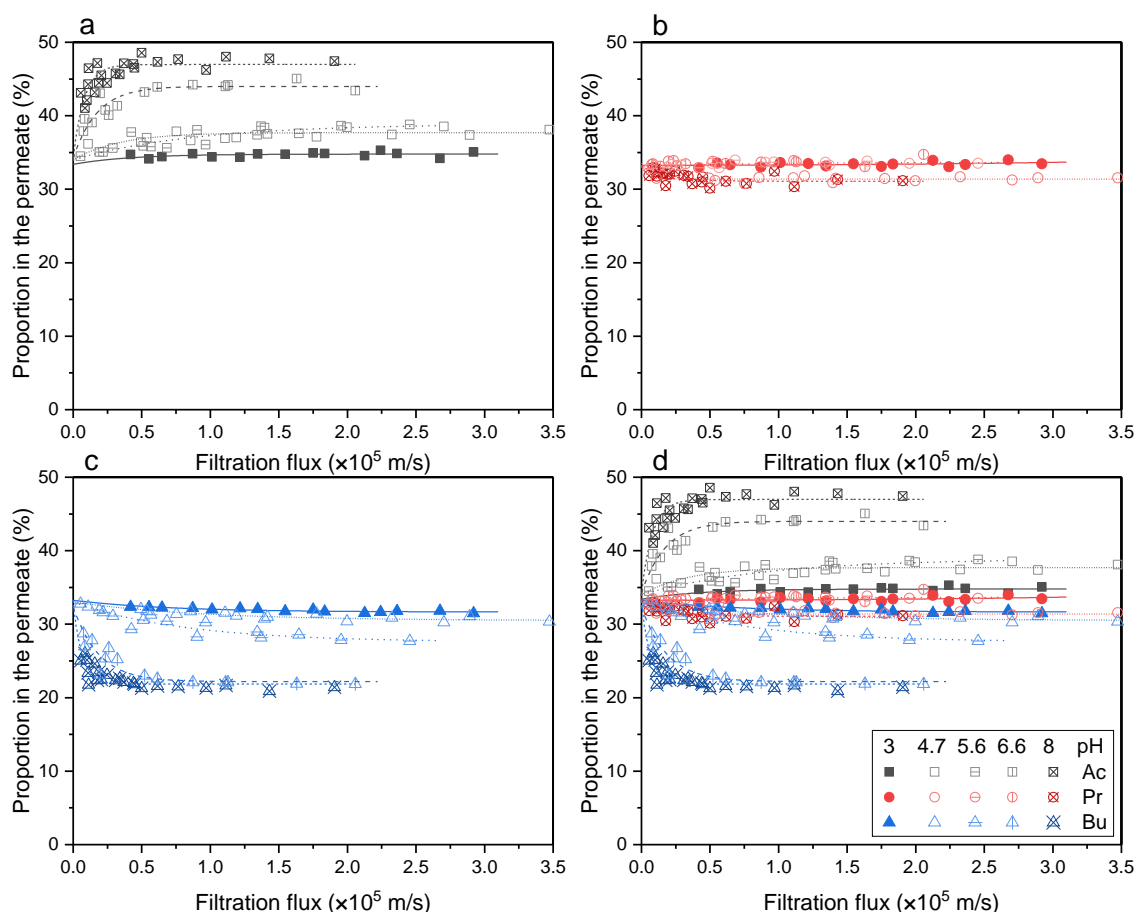 a
50
40
30
20
10
0
Proportion in the permeate (%)
0.0 0.5 1.0 1.5 2.0 2.5 3.0 3.5
Filtration flux (×10⁵ m/s)
b
50
40
30
20
10
0
Proportion in the permeate (%)
0.0 0.5 1.0 1.5 2.0 2.5 3.0 3.5
Filtration flux (×10⁵ m/s)
c
50
40
30
20
10
0
Proportion in the permeate (%)
0.0 0.5 1.0 1.5 2.0 2.5 3.0 3.5
Filtration flux (×10⁵ m/s)
d
50
40
30
20
10
0
Proportion in the permeate (%)
3 4.7 5.6 6.6 8 pH
Ac
Pr
Bu
0.0 0.5 1.0 1.5 2.0 2.5 3.0 3.5
Filtration flux (×10⁵ m/s)